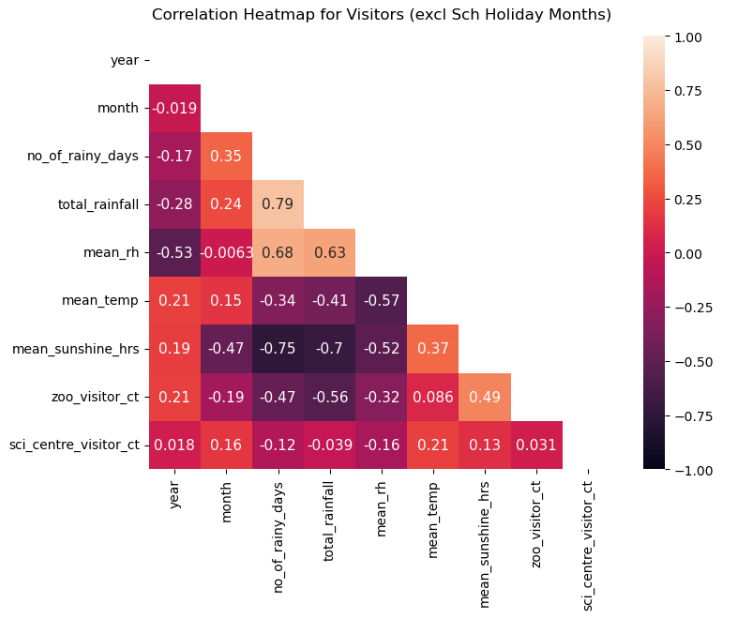 Correlation Heatmap for Visitors (excl Sch Holiday Months)
year
month -0.019
no_of_rainy_days -0.17 0.35
total_rainfall -0.28 0.24 0.79
mean_rh -0.53 -0.0063 0.68 0.63
mean_temp 0.21 0.15 -0.34 -0.41 -0.57
mean_sunshine_hrs 0.19 -0.47 -0.75 -0.7 -0.52 0.37
zoo_visitor_ct 0.21 -0.19 -0.47 -0.56 -0.32 0.086 0.49
sci_centre_visitor_ct 0.018 0.16 -0.12 -0.039 -0.16 0.21 0.13 0.031
year month no_of_rainy_days total_rainfall mean_rh mean_temp mean_sunshine_hrs zoo_visitor_ct sci_centre_visitor_ct
1.00
0.75
0.50
0.25
0.00
−0.25
−0.50
−0.75
−1.00